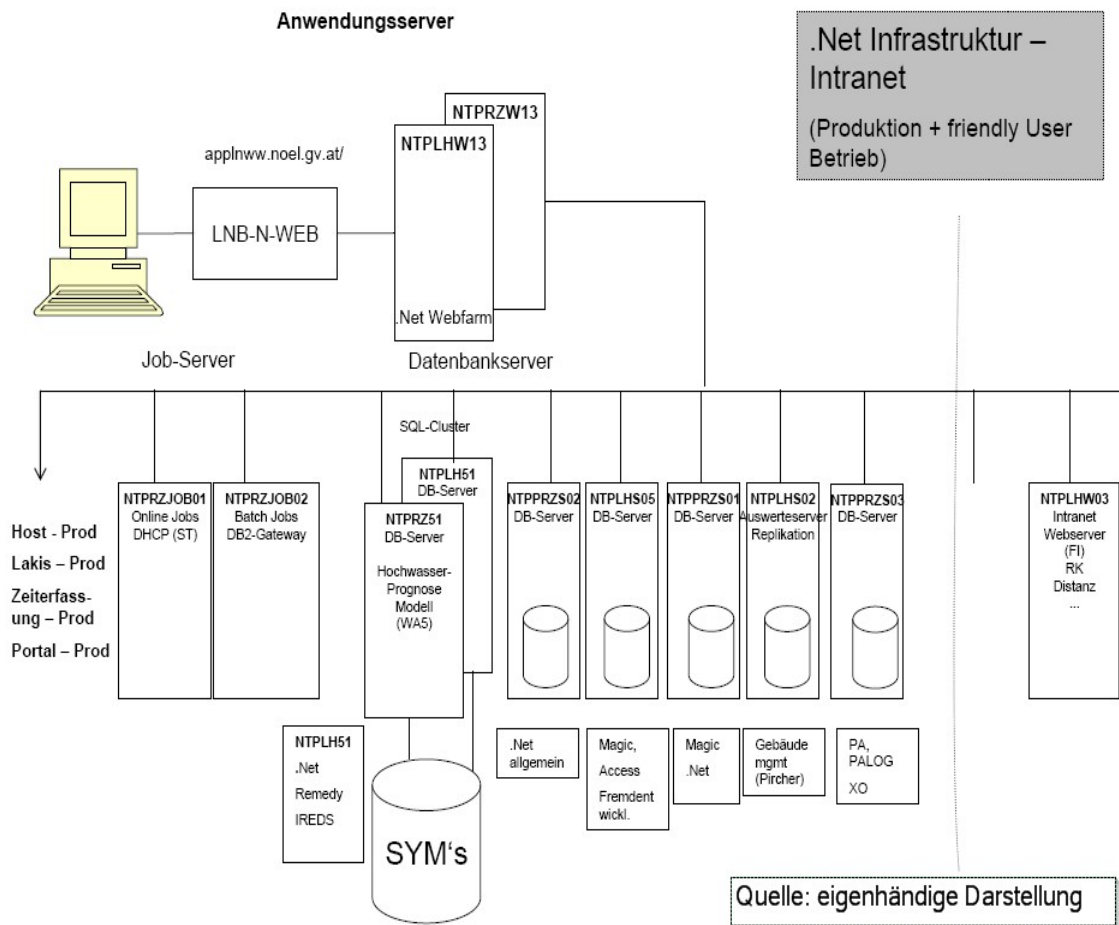 Anwendungsserver
.Net Infrastruktur –
Intranet
(Produktion + friendly User
Betrieb)
NTPRZW13
NTPLHW13
applnww.noel.gv.at/
LNB-N-WEB
.Net Webfarm
Job-Server
Datenbankserver
SQL-Cluster
Host - Prod
Lakis – Prod
Zeiterfass-
ung – Prod
Portal – Prod
NTPRZJOB01
Online Jobs
DHCP (ST)
NTPRZJOB02
Batch Jobs
DB2-Gateway
NTPLH51
DB-Server
NTPRZ51
DB-Server
Hochwasser-
Prognose
Modell
(WA5)
NTPPRZS02
DB-Server
NTPLHS05
DB-Server
NTPPRZS01
DB-Server
NTPLHS02
Auswerteserver
Replikation
NTPPRZS03
DB-Server
NTPLHW03
Intranet
Webserver
(FI)
RK
Distanz
...
NTPLH51
.Net
Remedy
IREDS
SYM's
.Net
allgemein
Magic,
Access
Fremdent
wickl.
Magic
.Net
Gebäude
mgmt
(Pircher)
PA,
PALOG
XO
Quelle: eigenhändige Darstellung